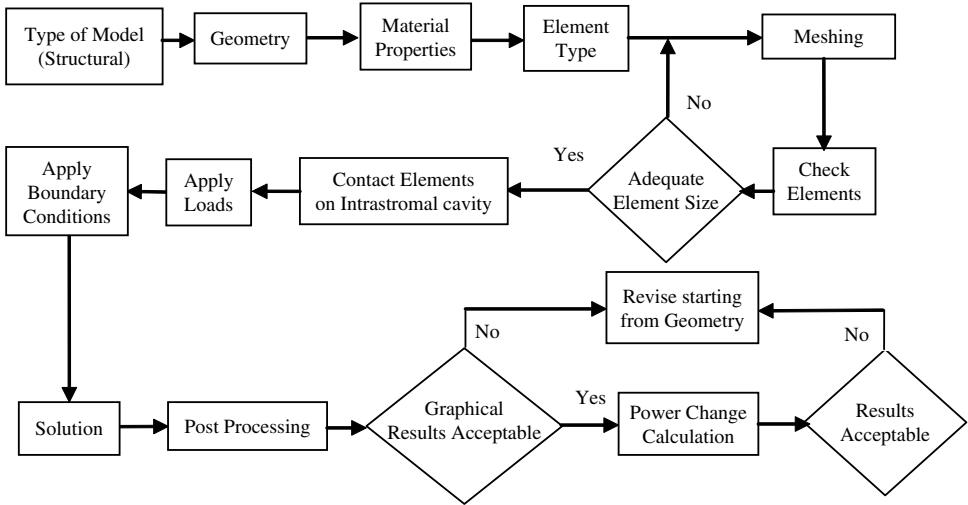 Type of Model
(Structural)
Geometry
Material
Properties
Element
Type
Meshing
No
Check
Elements
Adequate
Element Size
Yes
Contact Elements
on Intrastromal cavity
Apply
Loads
Apply
Boundary
Conditions
Solution
Post Processing
Graphical
Results Acceptable
No
Revise starting
from Geometry
Yes
Power Change
Calculation
Results
Acceptable
No